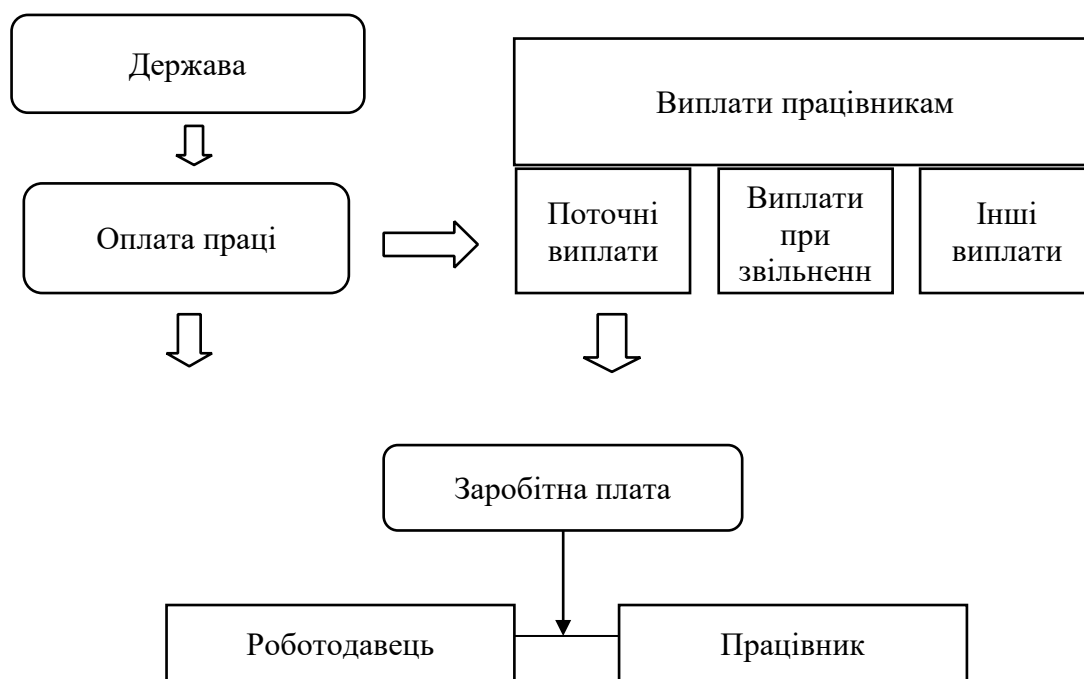 Держава
Виплати працівникам
Оплата праці
Поточні
виплати
Виплати
при
звільненн
Інші
виплати
Заробітна плата
Роботодавець
Працівник